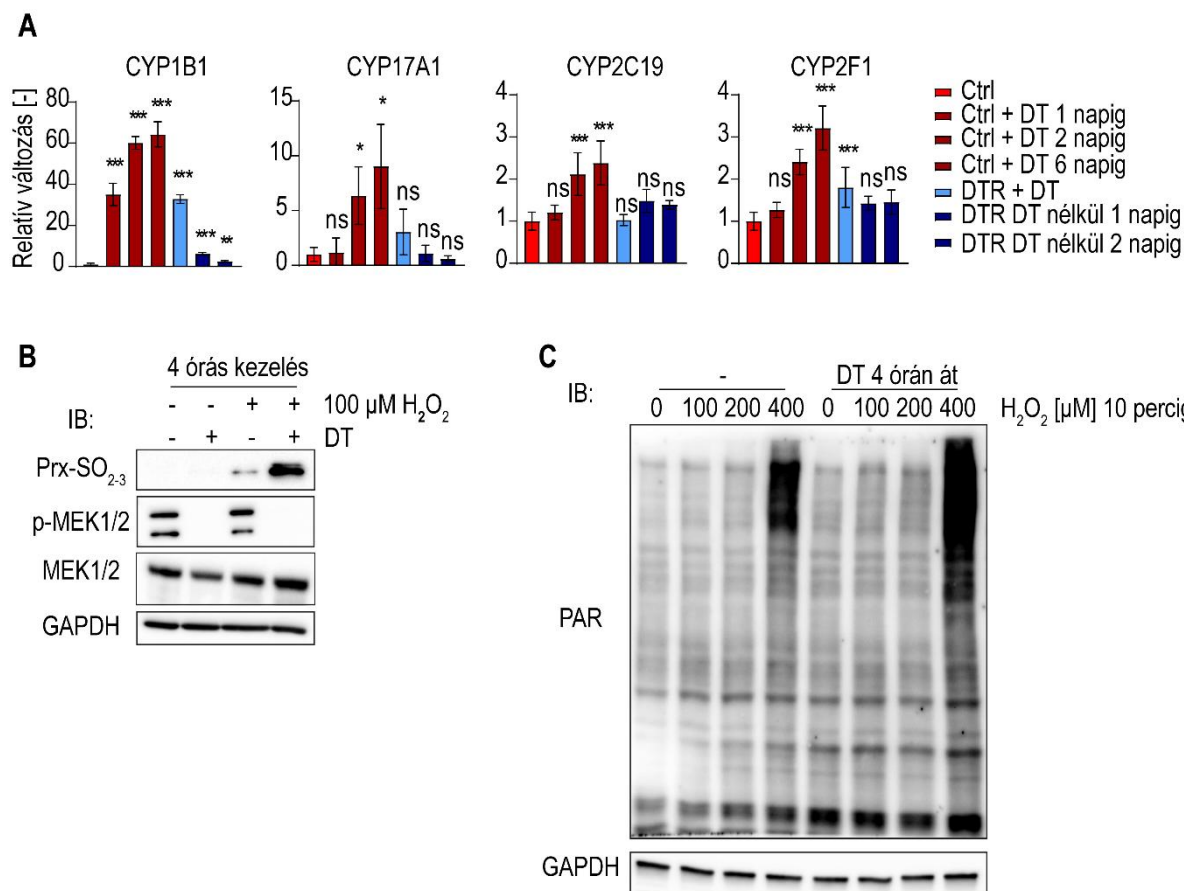 A
CYP1B1
CYP17A1
CYP2C19
CYP2F1
Relatív változás [-]
80
60
40
20
0
***
***
***
***
***
**
15
10
5
0
ns
*
*
ns
ns
ns
4
3
2
1
0
ns
***
***
ns
ns
ns
4
3
2
1
0
ns
***
***
***
ns
ns
Ctrl
Ctrl + DT 1 napig
Ctrl + DT 2 napig
Ctrl + DT 6 napig
DTR + DT
DTR DT nélkül 1 napig
DTR DT nélkül 2 napig
B
4 órás kezelés
IB:
- - + + 100 µM H₂O₂
- + - + DT
Prx-SO₂₋₃
p-MEK1/2
MEK1/2
GAPDH
C
- DT 4 órán át
IB:
0 100 200 400 0 100 200 400 H₂O₂ [µM] 10 percig
PAR
GAPDH